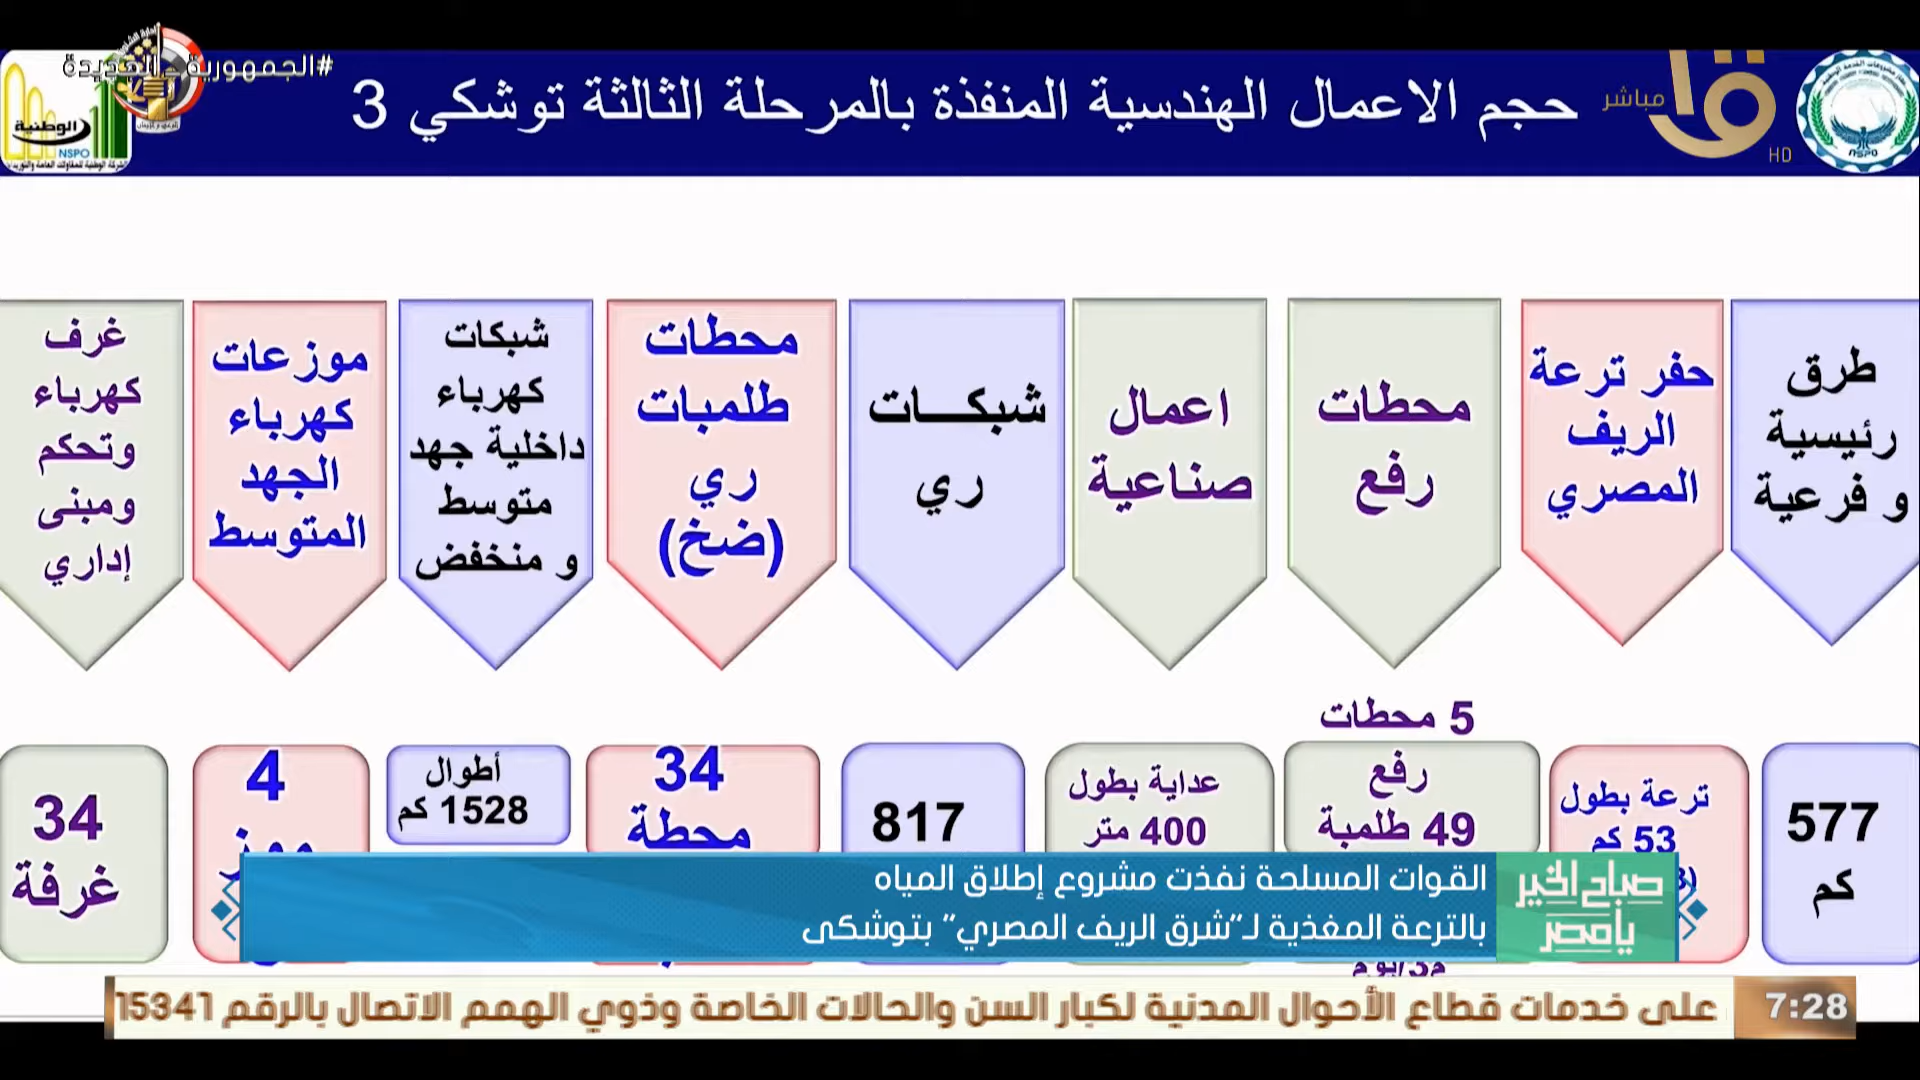 #الجمهورية_الجديدة
حجم الاعمال الهندسية المنفذة بالمرحلة الثالثة توشكي 3
مباشر
HD
NSPO
الوطنية
NSPO
طرق
رئيسية
و فرعية
حفر ترعة
الريف
المصري
محطات
رفع
اعمال
صناعية
شبكـــات
ري
محطات
طلمبات
ري
(ضخ)
شبكات
كهرباء
داخلية جهد
متوسط
و منخفض
موزعات
كهرباء
الجهد
المتوسط
غرف
كهرباء
وتحكم
ومبنى
إداري
577
كم
ترعة بطول
53 كم
5 محطات
رفع
49 طلمبة
عداية بطول
400 متر
817
34
محطة
أطوال
1528 كم
4
34
غرفة
صباح الخير
يا مصر
القوات المسلحة نفذت مشروع إطلاق المياه
بالترعة المغذية لـ"شرق الريف المصري" بتوشكى
7:28
على خدمات قطاع الأحوال المدنية لكبار السن والحالات الخاصة وذوي الهمم الاتصال بالرقم 15341